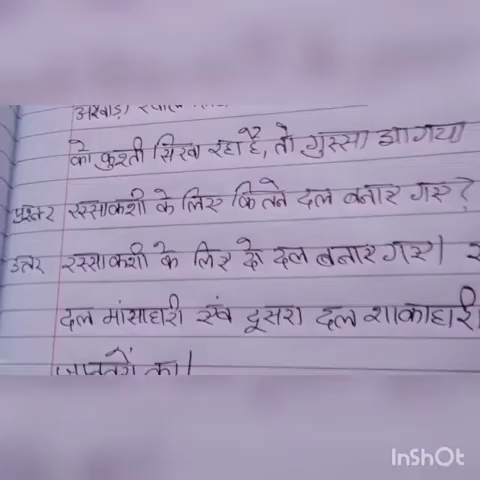 को कुश्ती सिख रहा है, तो गुस्सा आ गया
प्रश्न२ रस्साकशी के लिए कितने दल बनाए गए?
उत्तर रस्साकशी के लिए दो दल बनाए गए।
दल मांसाहारी एवं दूसरा दल शाकाहारी
का।
InShOt